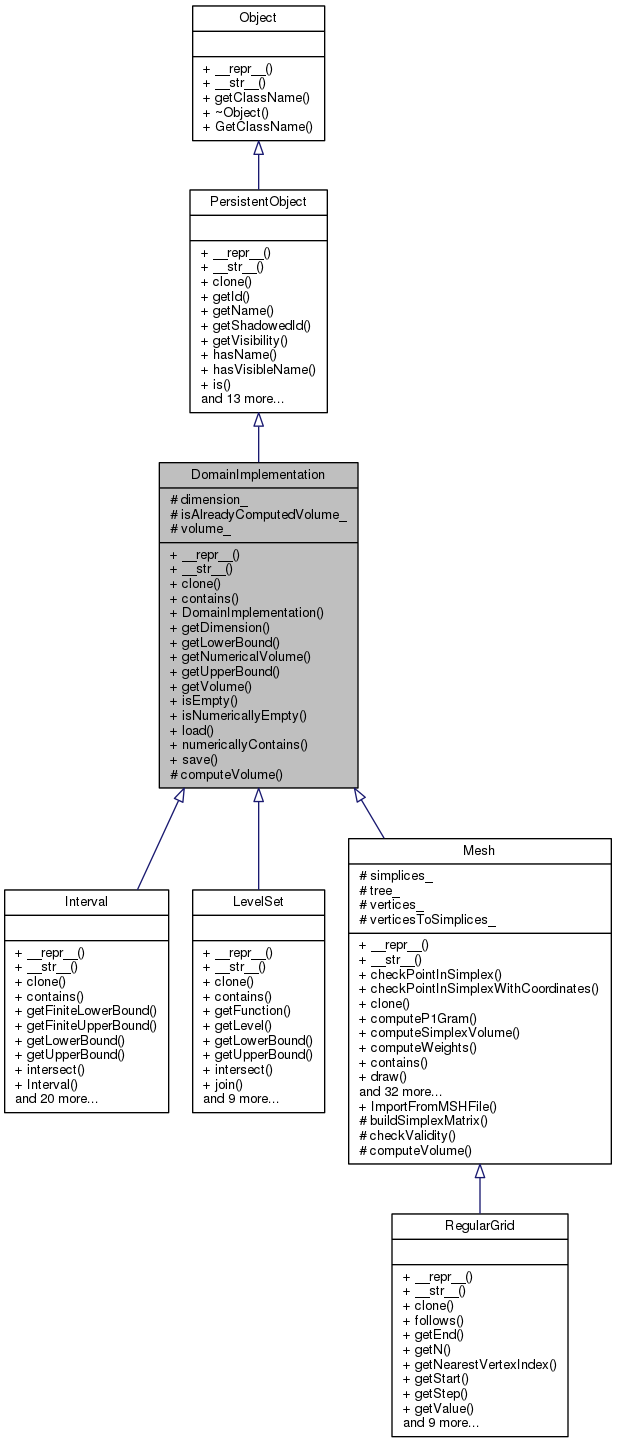 Object
+ __repr__()
+ __str__()
+ getClassName()
+ ~Object()
+ GetClassName()
PersistentObject
+ __repr__()
+ __str__()
+ clone()
+ getId()
+ getName()
+ getShadowedId()
+ getVisibility()
+ hasName()
+ hasVisibleName()
+ is()
and 13 more...
DomainImplementation
# dimension_
# isAlreadyComputedVolume_
# volume_
+ __repr__()
+ __str__()
+ clone()
+ contains()
+ DomainImplementation()
+ getDimension()
+ getLowerBound()
+ getNumericalVolume()
+ getUpperBound()
+ getVolume()
+ isEmpty()
+ isNumericallyEmpty()
+ load()
+ numericallyContains()
+ save()
# computeVolume()
Interval
+ __repr__()
+ __str__()
+ clone()
+ contains()
+ getFiniteLowerBound()
+ getFiniteUpperBound()
+ getLowerBound()
+ getUpperBound()
+ intersect()
+ Interval()
and 20 more...
LevelSet
+ __repr__()
+ __str__()
+ clone()
+ contains()
+ getFunction()
+ getLevel()
+ getLowerBound()
+ getUpperBound()
+ intersect()
+ join()
and 9 more...
Mesh
# simplices_
# tree_
# vertices_
# verticesToSimplices_
+ __repr__()
+ __str__()
+ checkPointInSimplex()
+ checkPointInSimplexWithCoordinates()
+ clone()
+ computeP1Gram()
+ computeSimplexVolume()
+ computeWeights()
+ contains()
+ draw()
and 32 more...
+ ImportFromMSHFile()
# buildSimplexMatrix()
# checkValidity()
# computeVolume()
RegularGrid
+ __repr__()
+ __str__()
+ clone()
+ follows()
+ getEnd()
+ getN()
+ getNearestVertexIndex()
+ getStart()
+ getStep()
+ getValue()
and 9 more...